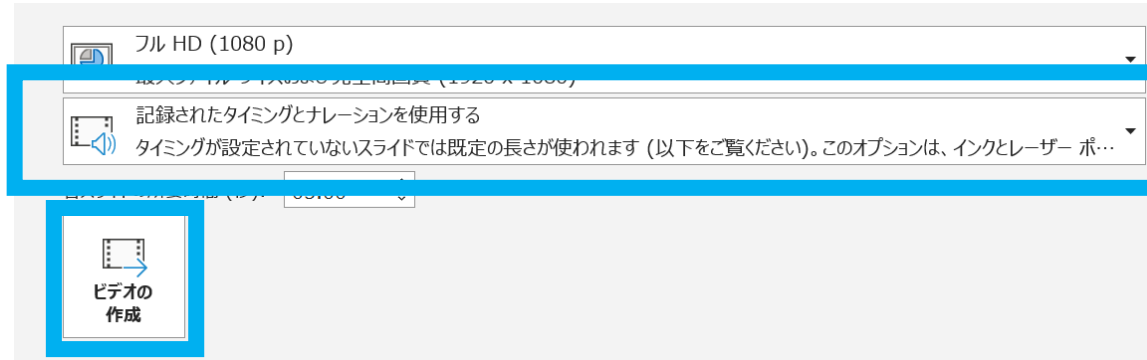 フル HD (1080 p)
記録されたタイミングとナレーションを使用する
タイミングが設定されていないスライドでは既定の長さが使われます (以下をご覧ください)。このオプションは、インクとレーザー ポ…
ビデオの
作成